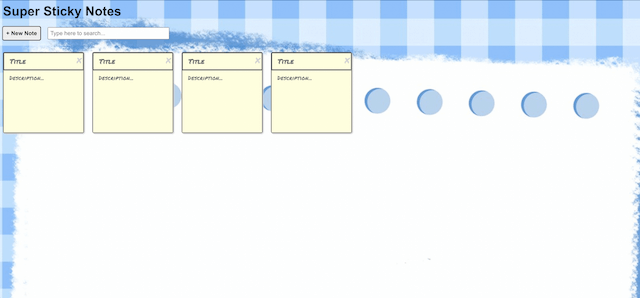 Super Sticky Notes
+ New Note Type here to search...
Title X Title X Title X Title X
Description... Description... Description... Description...